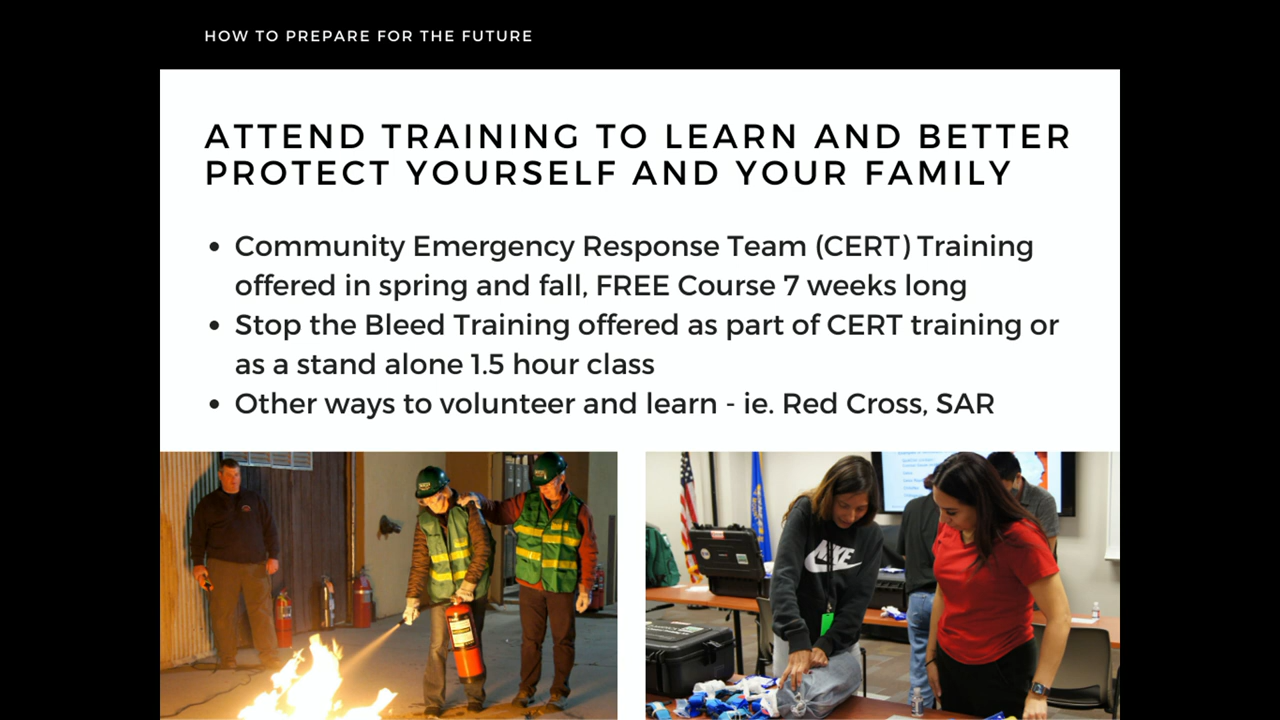 HOW TO PREPARE FOR THE FUTURE
ATTEND TRAINING TO LEARN AND BETTER
PROTECT YOURSELF AND YOUR FAMILY
• Community Emergency Response Team (CERT) Training
offered in spring and fall, FREE Course 7 weeks long
• Stop the Bleed Training offered as part of CERT training or
as a stand alone 1.5 hour class
• Other ways to volunteer and learn - ie. Red Cross, SAR
NIKE